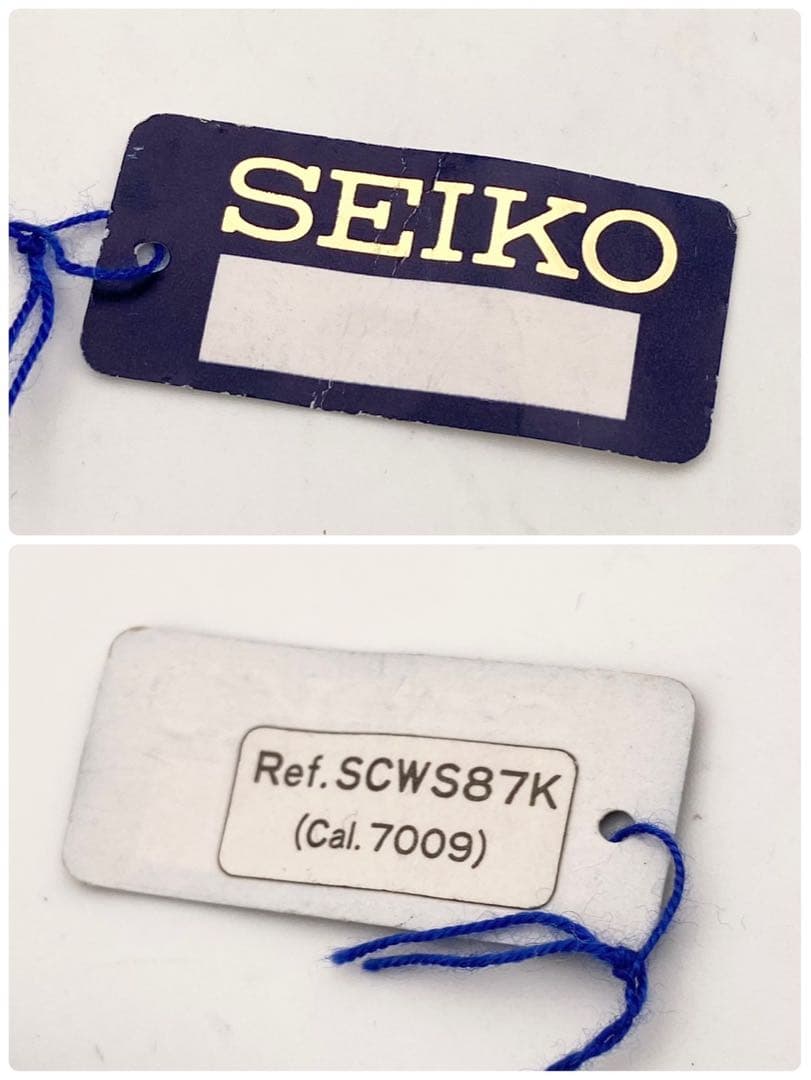 SEIKO
Ref. SCWS87K
(Cal. 7009)